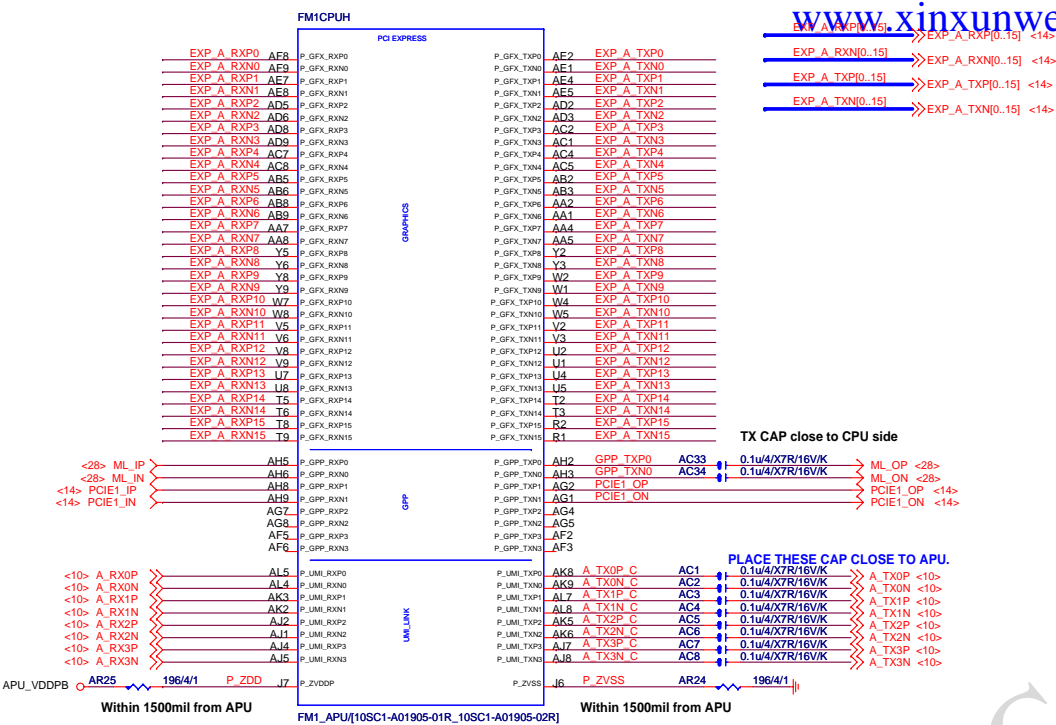 FM1CPUH
www.xinxunwe
PCI EXPRESS
EXP_A_RXP[0..15] EXP_A_RXP[0..15] <14>
EXP_A_RXN[0..15] EXP_A_RXN[0..15] <14>
EXP_A_TXP[0..15] EXP_A_TXP[0..15] <14>
EXP_A_TXN[0..15] EXP_A_TXN[0..15] <14>
EXP_A_RXP0 AF8 P_GFX_RXP0 P_GFX_TXP0 AE2 EXP_A_TXP0
EXP_A_RXN0 AF9 P_GFX_RXN0 P_GFX_TXN0 AE1 EXP_A_TXN0
EXP_A_RXP1 AE7 P_GFX_RXP1 P_GFX_TXP1 AE4 EXP_A_TXP1
EXP_A_RXN1 AE8 P_GFX_RXN1 P_GFX_TXN1 AE5 EXP_A_TXN1
EXP_A_RXP2 AD5 P_GFX_RXP2 P_GFX_TXP2 AD2 EXP_A_TXP2
EXP_A_RXN2 AD6 P_GFX_RXN2 P_GFX_TXN2 AD3 EXP_A_TXN2
EXP_A_RXP3 AD8 P_GFX_RXP3 P_GFX_TXP3 AC2 EXP_A_TXP3
EXP_A_RXN3 AD9 P_GFX_RXN3 P_GFX_TXN3 AC1 EXP_A_TXN3
EXP_A_RXP4 AC7 P_GFX_RXP4 P_GFX_TXP4 AC4 EXP_A_TXP4
EXP_A_RXN4 AC8 P_GFX_RXN4 P_GFX_TXN4 AC5 EXP_A_TXN4
EXP_A_RXP5 AB5 P_GFX_RXP5 P_GFX_TXP5 AB2 EXP_A_TXP5
EXP_A_RXN5 AB6 P_GFX_RXN5 P_GFX_TXN5 AB3 EXP_A_TXN5
EXP_A_RXP6 AB8 P_GFX_RXP6 P_GFX_TXP6 AA2 EXP_A_TXP6
EXP_A_RXN6 AB9 P_GFX_RXN6 P_GFX_TXN6 AA1 EXP_A_TXN6
EXP_A_RXP7 AA7 P_GFX_RXP7 P_GFX_TXP7 AA4 EXP_A_TXP7
EXP_A_RXN7 AA8 P_GFX_RXN7 P_GFX_TXN7 AA5 EXP_A_TXN7
EXP_A_RXP8 Y5 P_GFX_RXP8 P_GFX_TXP8 Y2 EXP_A_TXP8
EXP_A_RXN8 Y6 P_GFX_RXN8 P_GFX_TXN8 Y3 EXP_A_TXN8
EXP_A_RXP9 Y8 P_GFX_RXP9 P_GFX_TXP9 W2 EXP_A_TXP9
EXP_A_RXN9 Y9 P_GFX_RXN9 P_GFX_TXN9 W1 EXP_A_TXN9
EXP_A_RXP10 W7 P_GFX_RXP10 P_GFX_TXP10 W4 EXP_A_TXP10
EXP_A_RXN10 W8 P_GFX_RXN10 P_GFX_TXN10 W5 EXP_A_TXN10
EXP_A_RXP11 V5 P_GFX_RXP11 P_GFX_TXP11 V2 EXP_A_TXP11
EXP_A_RXN11 V6 P_GFX_RXN11 P_GFX_TXN11 V3 EXP_A_TXN11
EXP_A_RXP12 V8 P_GFX_RXP12 P_GFX_TXP12 U2 EXP_A_TXP12
EXP_A_RXN12 V9 P_GFX_RXN12 P_GFX_TXN12 U1 EXP_A_TXN12
EXP_A_RXP13 U7 P_GFX_RXP13 P_GFX_TXP13 U4 EXP_A_TXP13
EXP_A_RXN13 U8 P_GFX_RXN13 P_GFX_TXN13 U5 EXP_A_TXN13
EXP_A_RXP14 T5 P_GFX_RXP14 P_GFX_TXP14 T2 EXP_A_TXP14
EXP_A_RXN14 T6 P_GFX_RXN14 P_GFX_TXN14 T3 EXP_A_TXN14
EXP_A_RXP15 T8 P_GFX_RXP15 P_GFX_TXP15 R2 EXP_A_TXP15
EXP_A_RXN15 T9 P_GFX_RXN15 P_GFX_TXN15 R1 EXP_A_TXN15
GRAPHICS
TX CAP close to CPU side
<28> ML_IP AH5 P_GPP_RXP0 P_GPP_TXP0 AH2 GPP_TXP0 AC33 0.1u/4/X7R/16V/K ML_OP <28>
<28> ML_IN AH6 P_GPP_RXN0 P_GPP_TXN0 AH3 GPP_TXN0 AC34 0.1u/4/X7R/16V/K ML_ON <28>
<14> PCIE1_IP AH8 P_GPP_RXP1 P_GPP_TXP1 AG2 PCIE1_OP PCIE1_OP <14>
<14> PCIE1_IN AH9 P_GPP_RXN1 P_GPP_TXN1 AG1 PCIE1_ON PCIE1_ON <14>
AG7 P_GPP_RXP2 P_GPP_TXP2 AG4
AG8 P_GPP_RXN2 P_GPP_TXN2 AG5
AF5 P_GPP_RXP3 P_GPP_TXP3 AF2
AF6 P_GPP_RXN3 P_GPP_TXN3 AF3
GPP
PLACE THESE CAP CLOSE TO APU.
<10> A_RX0P AL5 P_UMI_RXP0 P_UMI_TXP0 AK8 A_TX0P_C AC1 0.1u/4/X7R/16V/K A_TX0P <10>
<10> A_RX0N AL4 P_UMI_RXN0 P_UMI_TXN0 AK9 A_TX0N_C AC2 0.1u/4/X7R/16V/K A_TX0N <10>
<10> A_RX1P AK3 P_UMI_RXP1 P_UMI_TXP1 AL7 A_TX1P_C AC3 0.1u/4/X7R/16V/K A_TX1P <10>
<10> A_RX1N AK2 P_UMI_RXN1 P_UMI_TXN1 AL8 A_TX1N_C AC4 0.1u/4/X7R/16V/K A_TX1N <10>
<10> A_RX2P AJ2 P_UMI_RXP2 P_UMI_TXP2 AK5 A_TX2P_C AC5 0.1u/4/X7R/16V/K A_TX2P <10>
<10> A_RX2N AJ1 P_UMI_RXN2 P_UMI_TXN2 AK6 A_TX2N_C AC6 0.1u/4/X7R/16V/K A_TX2N <10>
<10> A_RX3P AJ4 P_UMI_RXP3 P_UMI_TXP3 AJ7 A_TX3P_C AC7 0.1u/4/X7R/16V/K A_TX3P <10>
<10> A_RX3N AJ5 P_UMI_RXN3 P_UMI_TXN3 AJ8 A_TX3N_C AC8 0.1u/4/X7R/16V/K A_TX3N <10>
UMI_LINK
APU_VDDPB AR25 196/4/1 P_ZDD J7 P_ZVDDP P_ZVSS J6 P_ZVSS AR24 196/4/1
Within 1500mil from APU Within 1500mil from APU
FM1_APU/[10SC1-A01905-01R_10SC1-A01905-02R]